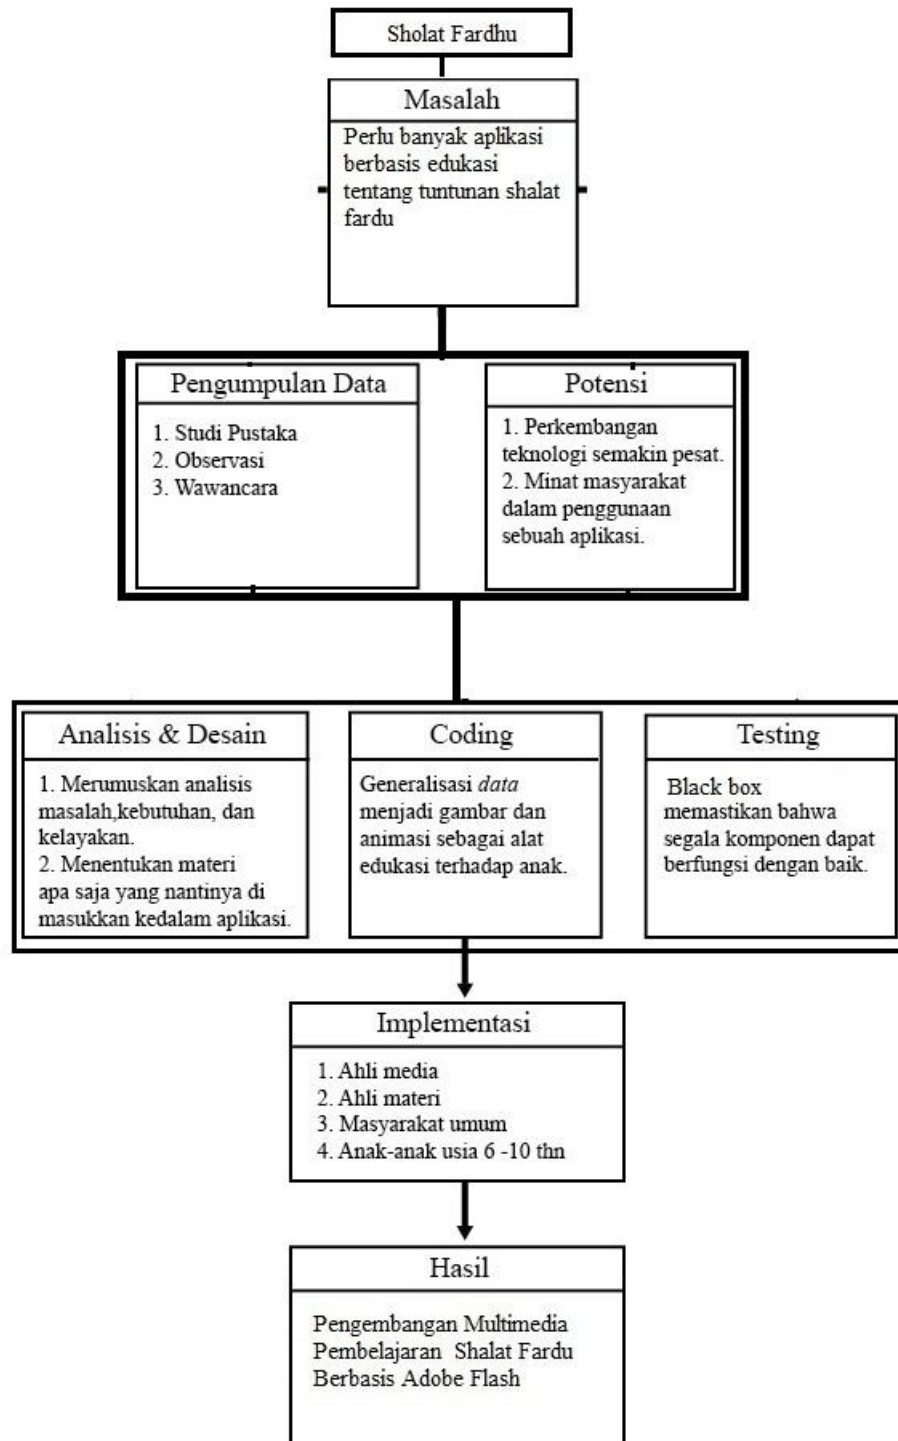 Sholat Fardhu
Masalah
Perlu banyak aplikasi
berbasis edukasi
tentang tuntunan shalat
fardu
Pengumpulan Data
1. Studi Pustaka
2. Observasi
3. Wawancara
Potensi
1. Perkembangan
teknologi semakin pesat.
2. Minat masyarakat
dalam penggunaan
sebuah aplikasi.
Analisis & Desain
1. Merumuskan analisis
masalah,kebutuhan, dan
kelayakan.
2. Menentukan materi
apa saja yang nantinya di
masukkan kedalam aplikasi.
Coding
Generalisasi data
menjadi gambar dan
animasi sebagai alat
edukasi terhadap anak.
Testing
Black box
memastikan bahwa
segala komponen dapat
berfungsi dengan baik.
Implementasi
1. Ahli media
2. Ahli materi
3. Masyarakat umum
4. Anak-anak usia 6 -10 thn
Hasil
Pengembangan Multimedia
Pembelajaran Shalat Fardu
Berbasis Adobe Flash